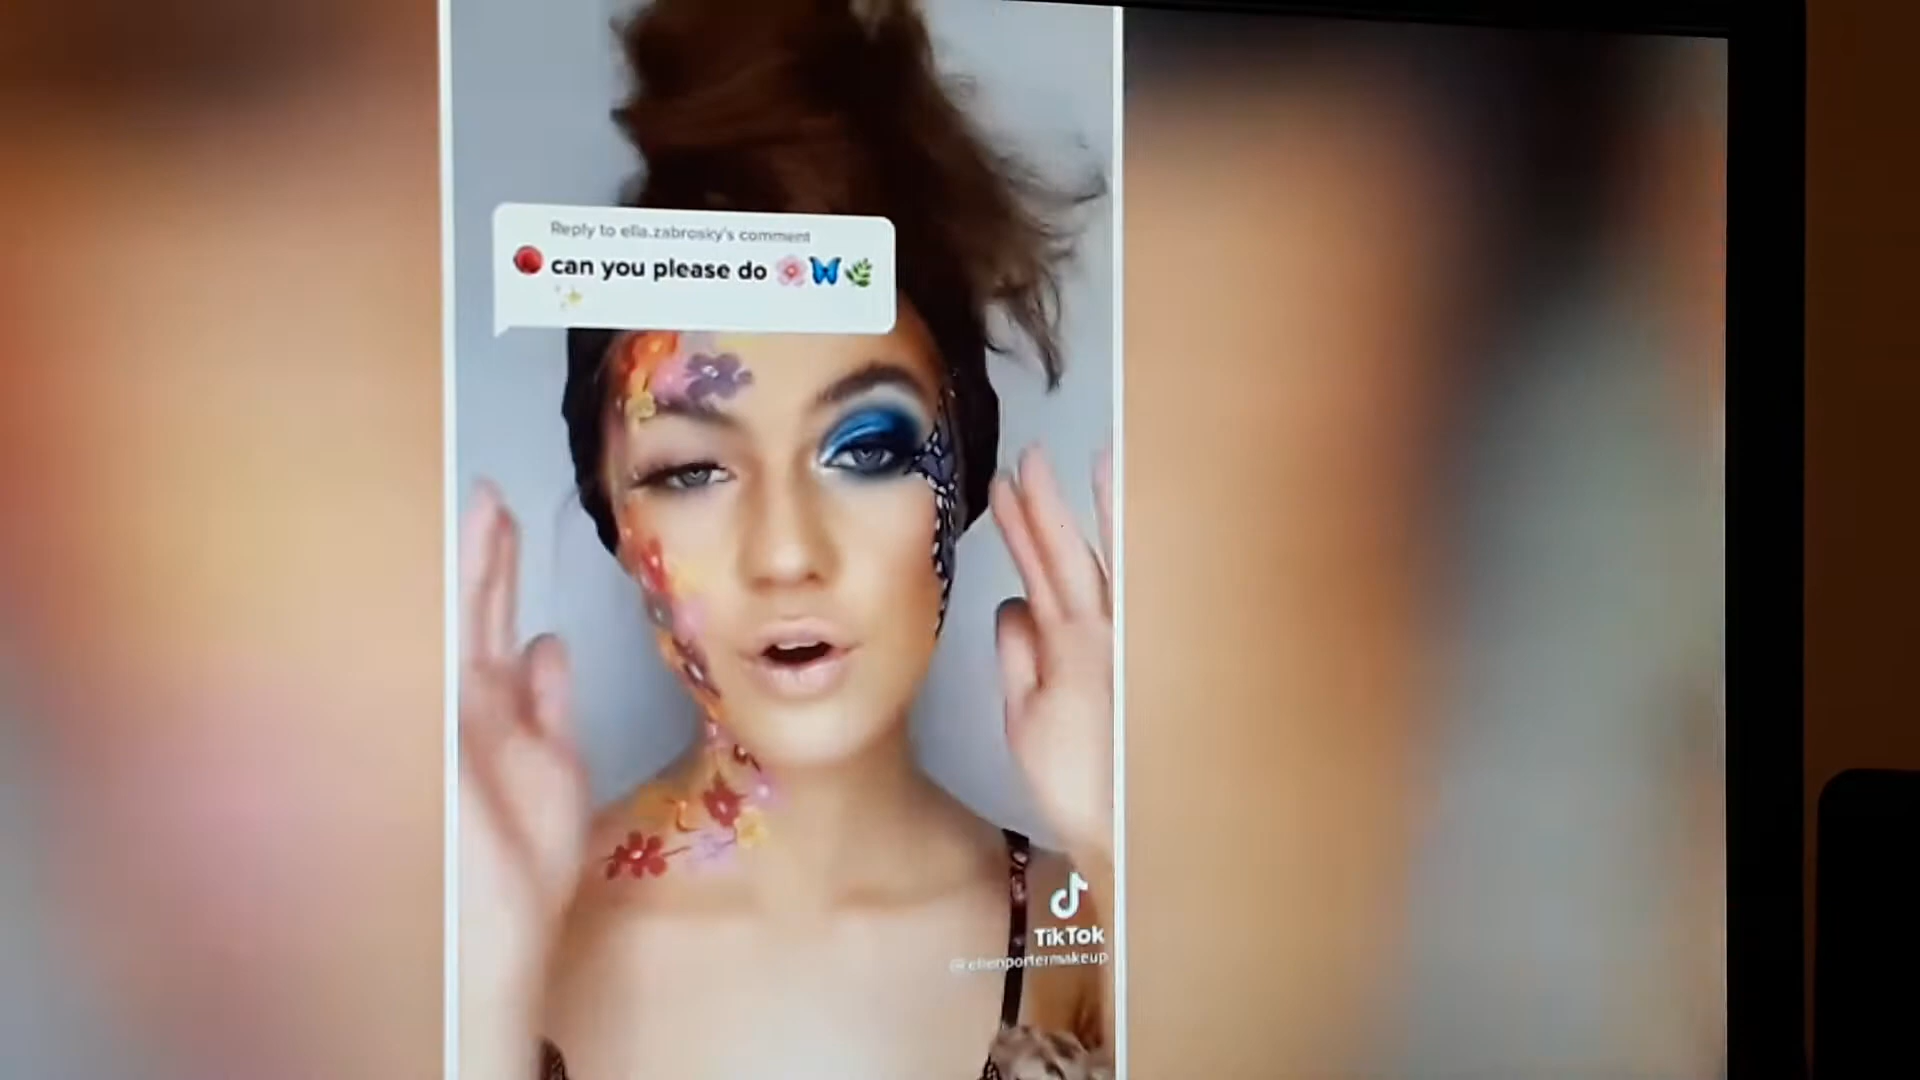 Reply to ella.zabrosky's comment
can you please do 🌸🦋🌿
✨
TikTok
@ellenportermakeup